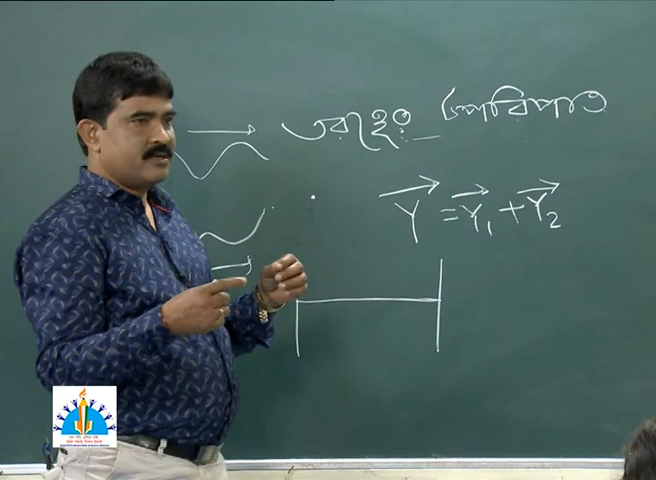 তরঙ্গঃ উপরিপাত
Y = Y₁ + Y₂